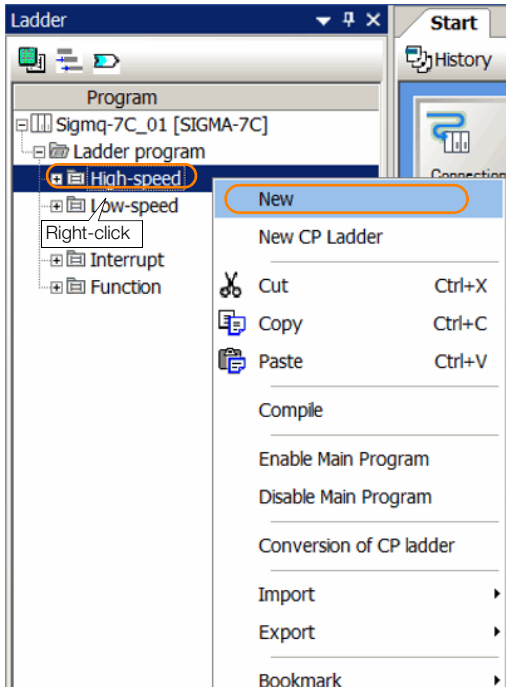 Ladder
Start
History
Program
Sigmq-7C_01 [SIGMA-7C]
Ladder program
High-speed
Low-speed
Right-click
Interrupt
Function
Connection
New
New CP Ladder
Cut Ctrl+X
Copy Ctrl+C
Paste Ctrl+V
Compile
Enable Main Program
Disable Main Program
Conversion of CP ladder
Import
Export
Bookmark